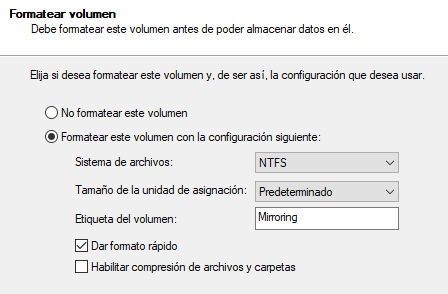 Formatear volumen
Debe formatear este volumen antes de poder almacenar datos en él.
Elija si desea formatear este volumen y, de ser así, la configuración que desea usar.
No formatear este volumen
Formatear este volumen con la configuración siguiente:
Sistema de archivos: NTFS
Tamaño de la unidad de asignación: Predeterminado
Etiqueta del volumen: Mirroring
Dar formato rápido
Habilitar compresión de archivos y carpetas